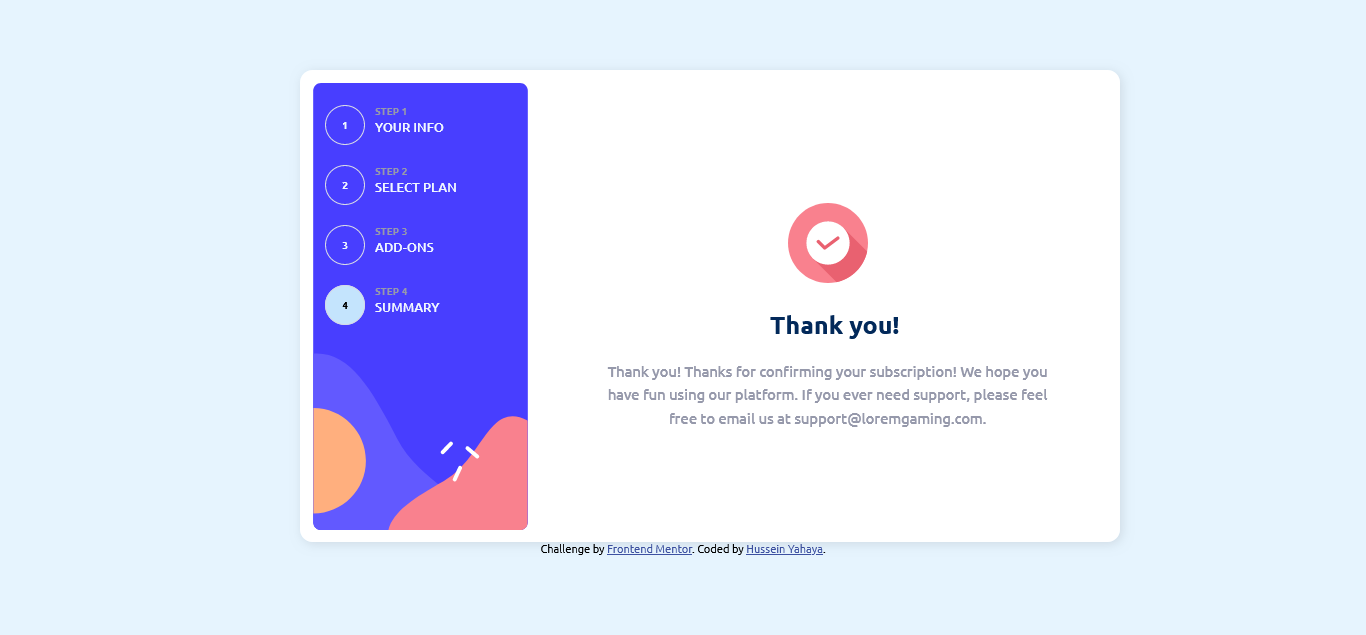 1
STEP 1
YOUR INFO
2
STEP 2
SELECT PLAN
3
STEP 3
ADD-ONS
4
STEP 4
SUMMARY
Thank you!
Thank you! Thanks for confirming your subscription! We hope you
have fun using our platform. If you ever need support, please feel
free to email us at support@loremgaming.com.
Challenge by Frontend Mentor. Coded by Hussein Yahaya.